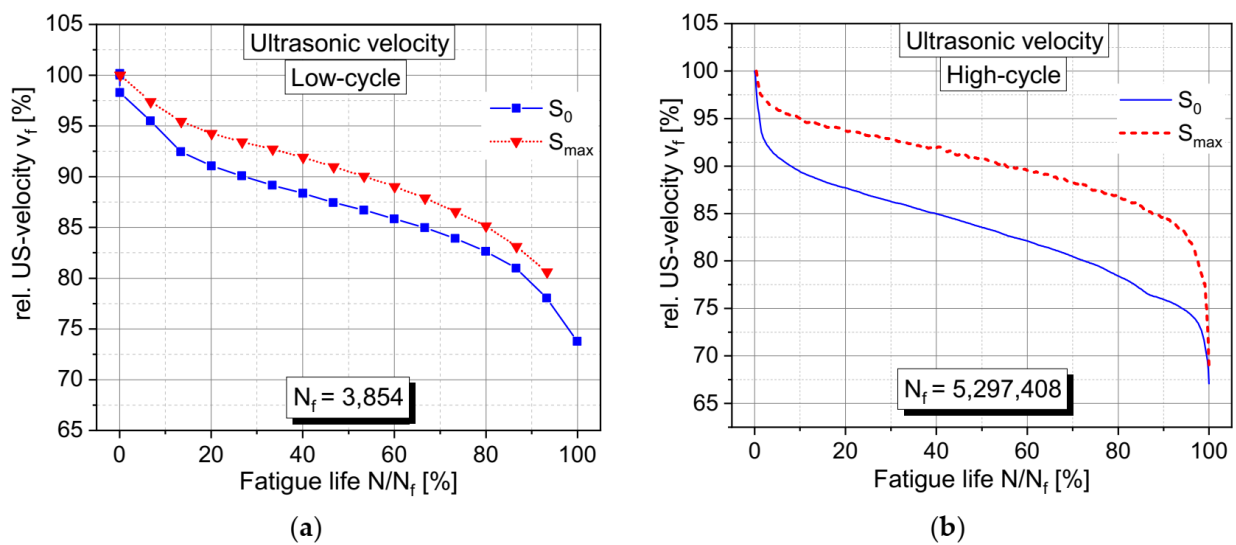 Ultrasonic velocity
Low-cycle
S0
Smax
Nf = 3,854
rel. US-velocity vf [%]
105
100
95
90
85
80
75
70
65
0 20 40 60 80 100
Fatigue life N/Nf [%]
(a)
Ultrasonic velocity
High-cycle
S0
Smax
Nf = 5,297,408
rel. US-velocity vf [%]
105
100
95
90
85
80
75
70
65
0 20 40 60 80 100
Fatigue life N/Nf [%]
(b)